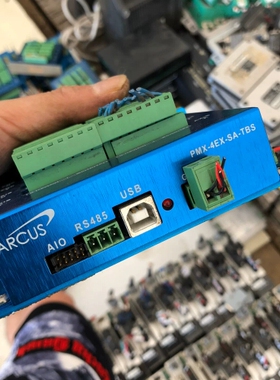 ARCUS
AIO
RS485
USB
PMX-4EX-SA-TBS